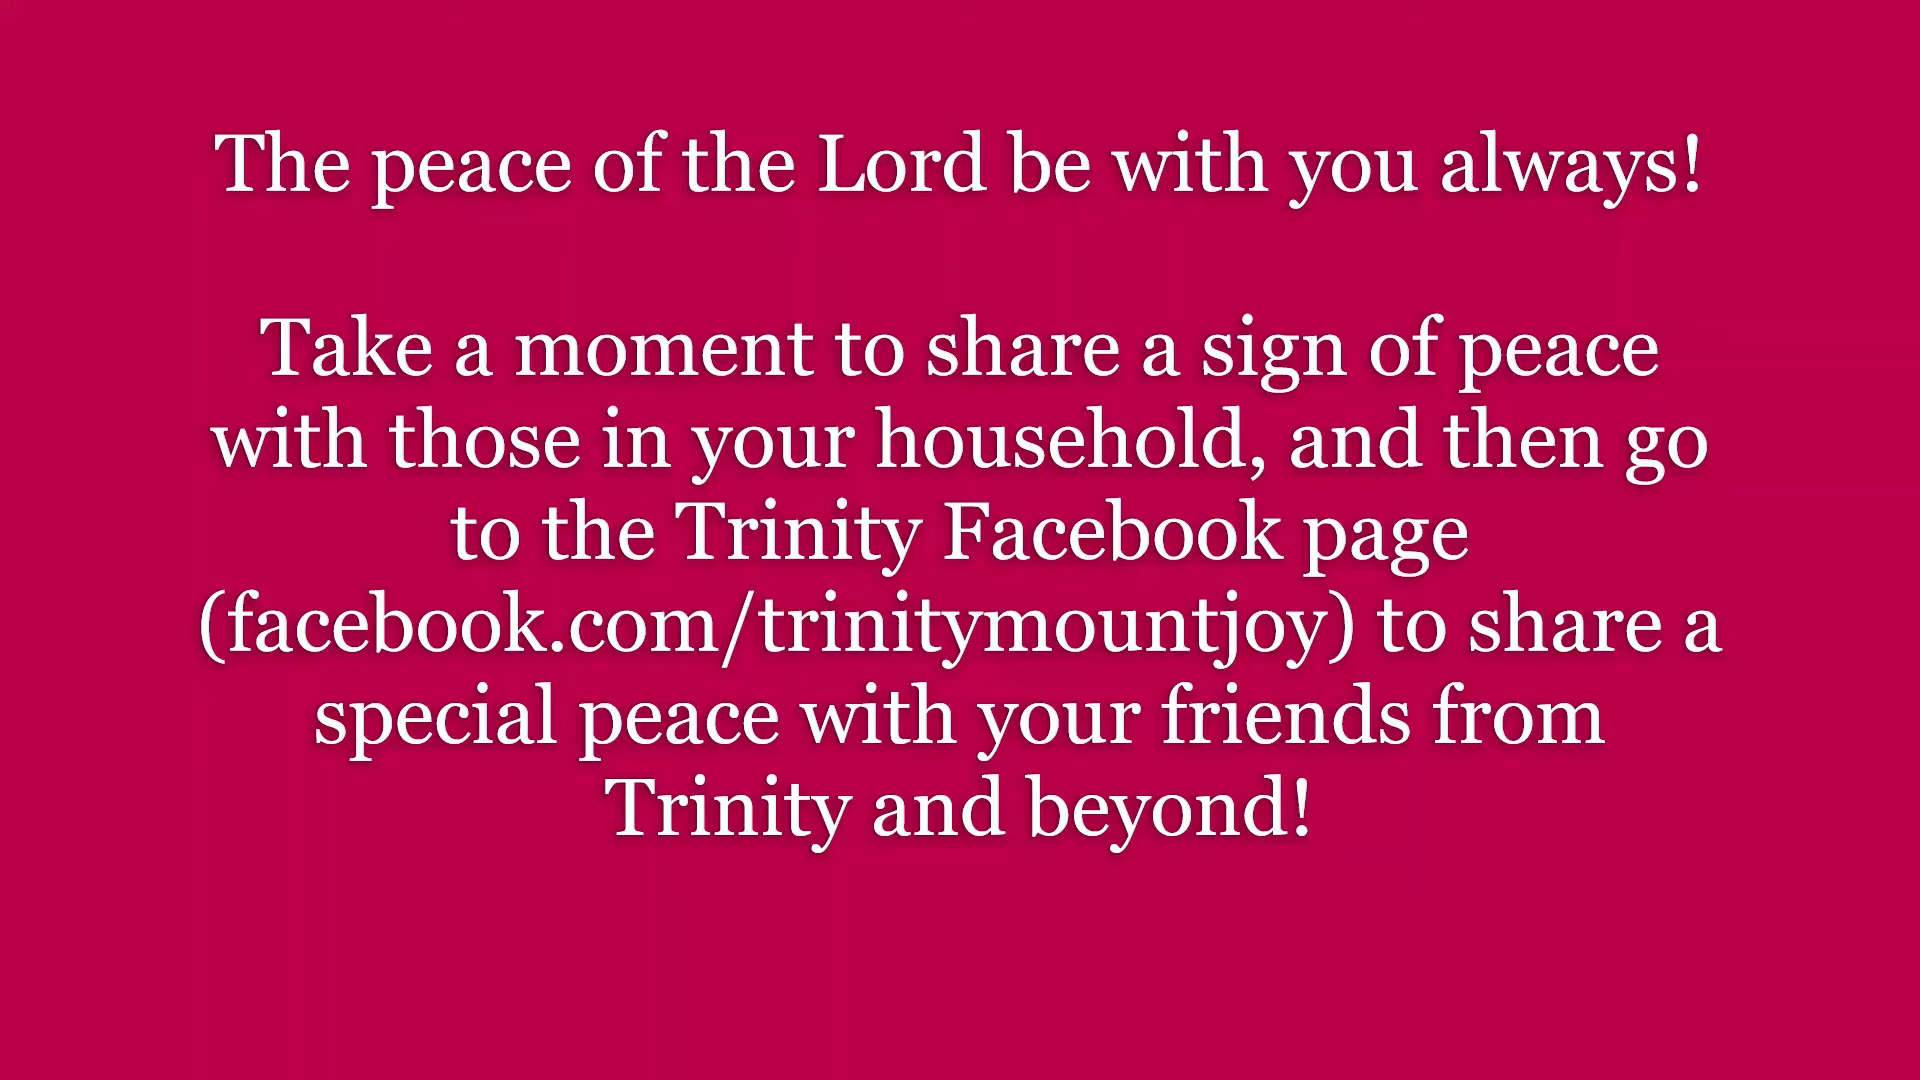 The peace of the Lord be with you always!
Take a moment to share a sign of peace
with those in your household, and then go
to the Trinity Facebook page
(facebook.com/trinitymountjoy) to share a
special peace with your friends from
Trinity and beyond!